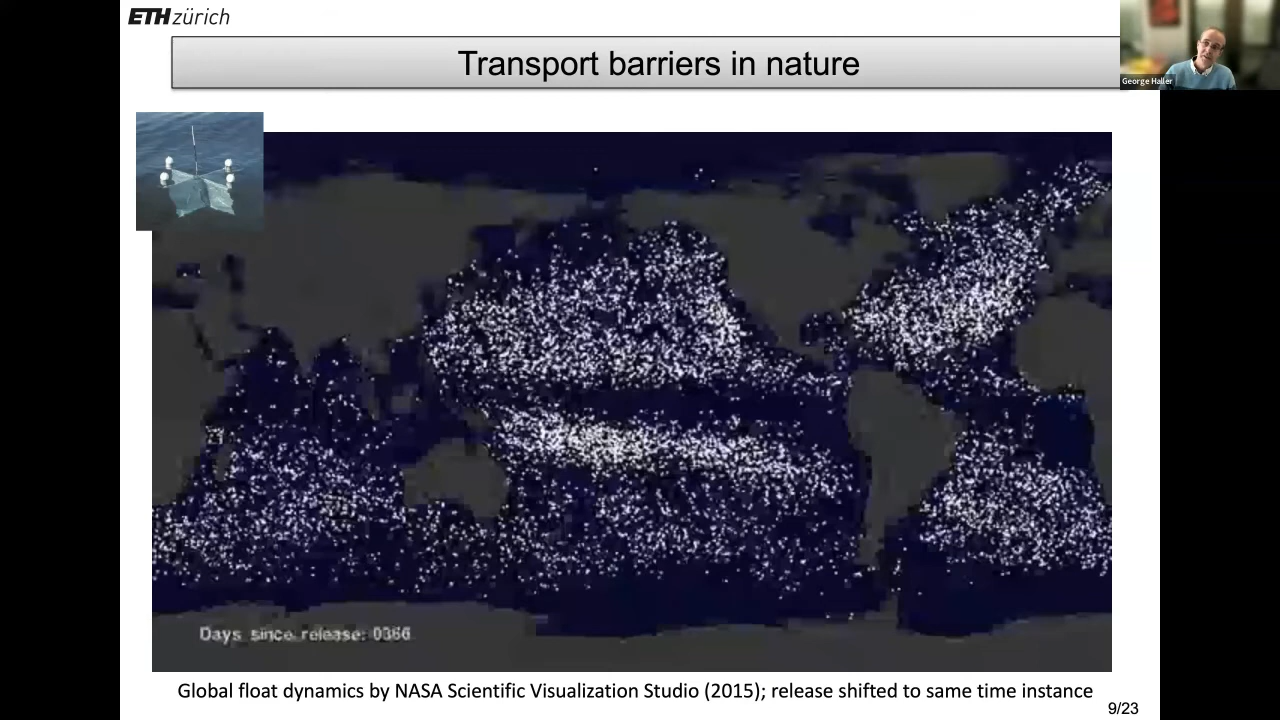 ETH zürich
Transport barriers in nature
George Haller
Days since release: 0366
Global float dynamics by NASA Scientific Visualization Studio (2015); release shifted to same time instance
9/23